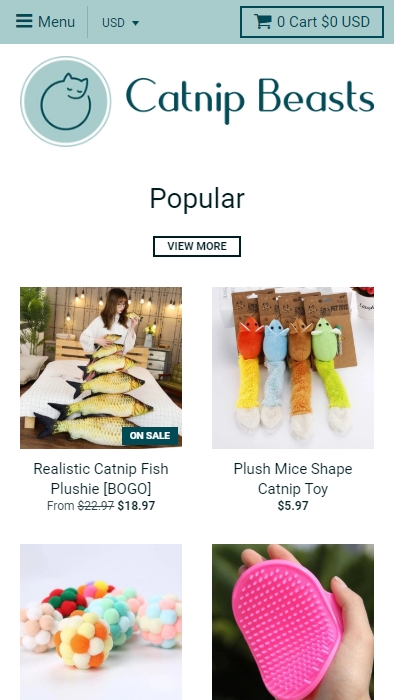 Menu
USD
0 Cart $0 USD
Catnip Beasts
Popular
VIEW MORE
ON SALE
Realistic Catnip Fish
Plushie [BOGO]
From $22.97 $18.97
Plush Mice Shape
Catnip Toy
$5.97